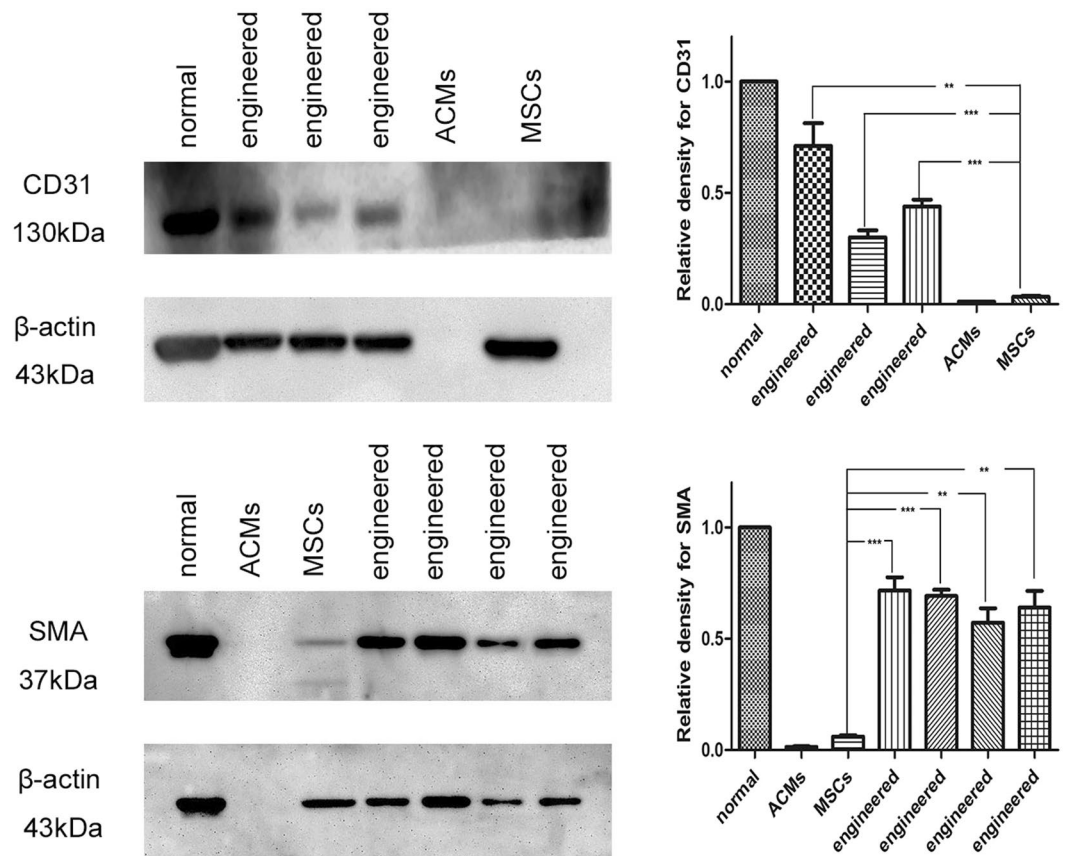 normal
engineered
engineered
engineered
ACMs
MSCs
CD31
130kDa
β-actin
43kDa
Relative density for CD31
1.0
0.5
0.0
**
***
***
normal
engineered
engineered
engineered
ACMs
MSCs
normal
ACMs
MSCs
engineered
engineered
engineered
engineered
SMA
37kDa
β-actin
43kDa
Relative density for SMA
1.0
0.5
0.0
**
**
***
***
normal
ACMs
MSCs
engineered
engineered
engineered
engineered